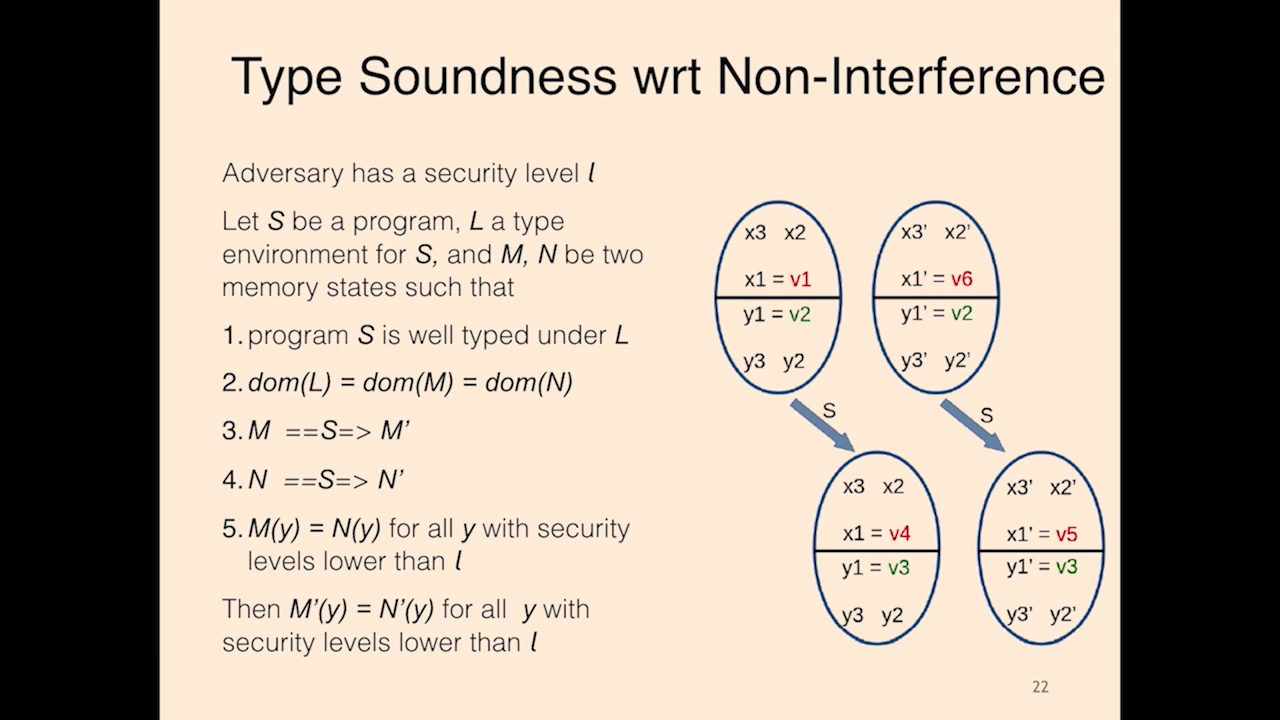 Type Soundness wrt Non-Interference
Adversary has a security level l
Let S be a program, L a type
environment for S, and M, N be two
memory states such that
1. program S is well typed under L
2. dom(L) = dom(M) = dom(N)
3. M ==S=> M'
4. N ==S=> N'
5. M(y) = N(y) for all y with security
levels lower than l
Then M'(y) = N'(y) for all y with
security levels lower than l
x3 x2
x1 = v1
y1 = v2
y3 y2
x3' x2'
x1' = v6
y1' = v2
y3' y2'
S
S
x3 x2
x1 = v4
y1 = v3
y3 y2
x3' x2'
x1' = v5
y1' = v3
y3' y2'
22